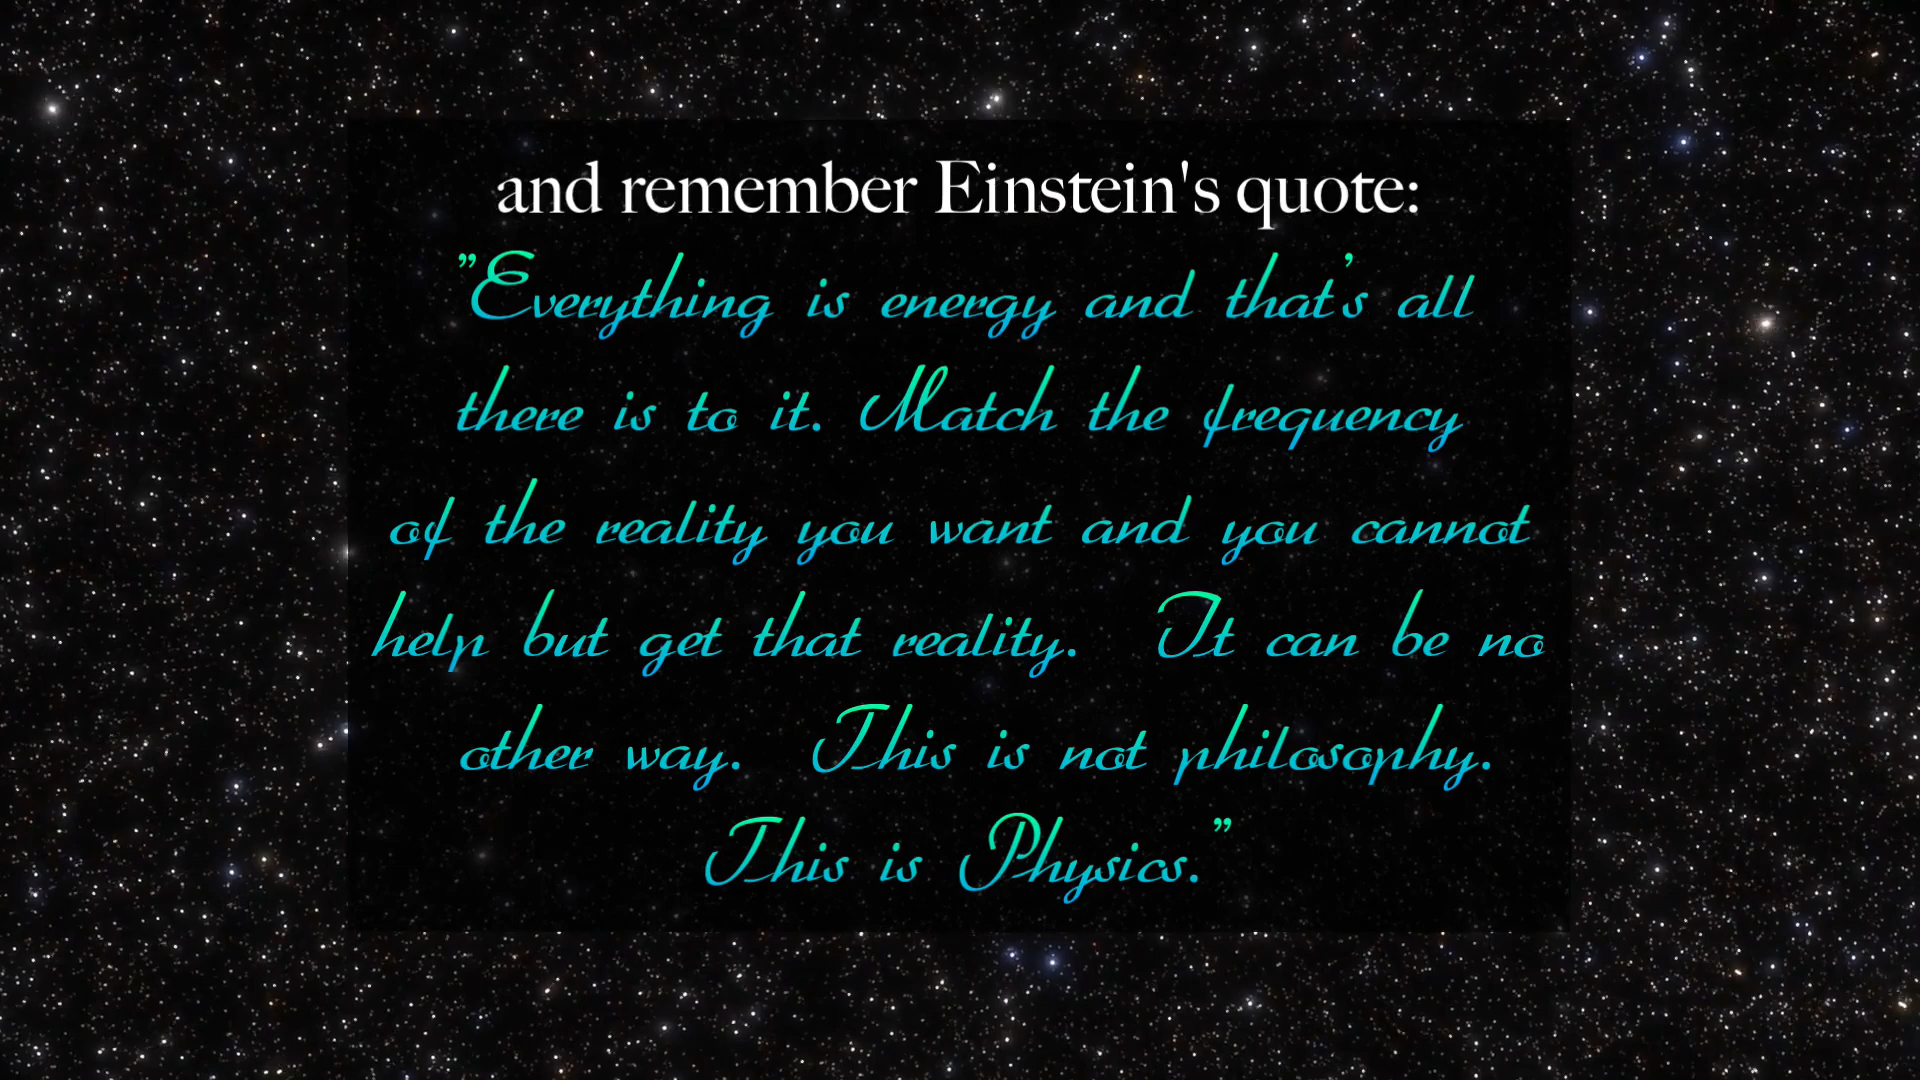 and remember Einstein's quote:
”Everything is energy and that’s all
there is to it. Match the frequency
of the reality you want and you cannot
help but get that reality. It can be no
other way. This is not philosophy.
This is Physics.”